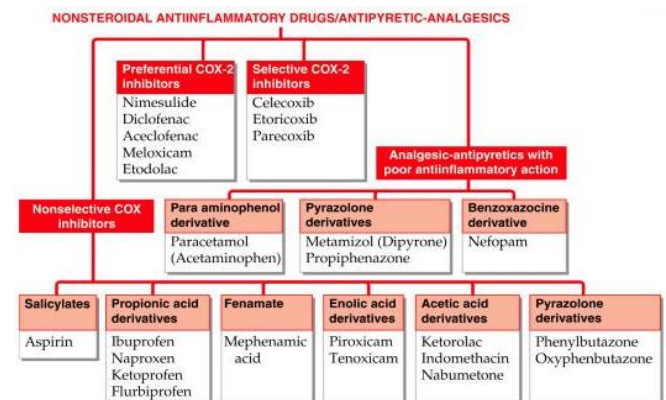 NONSTEROIDAL ANTIINFLAMMATORY DRUGS/ANTIPYRETIC-ANALGESICS
Preferential COX-2
inhibitors
Nimesulide
Diclofenac
Aceclofenac
Meloxicam
Etodolac
Selective COX-2
inhibitors
Celecoxib
Etoricoxib
Parecoxib
Analgesic-antipyretics with
poor antiinflammatory action
Nonselective COX
inhibitors
Para aminophenol
derivative
Paracetamol
(Acetaminophen)
Pyrazolone
derivatives
Metamizol (Dipyrone)
Propiphenazone
Benzoxazocine
derivative
Nefopam
Salicylates
Aspirin
Propionic acid
derivatives
Ibuprofen
Naproxen
Ketoprofen
Flurbiprofen
Fenamate
Mephenamic
acid
Enolic acid
derivatives
Piroxicam
Tenoxicam
Acetic acid
derivatives
Ketorolac
Indomethacin
Nabumetone
Pyrazolone
derivatives
Phenylbutazone
Oxyphenbutazone